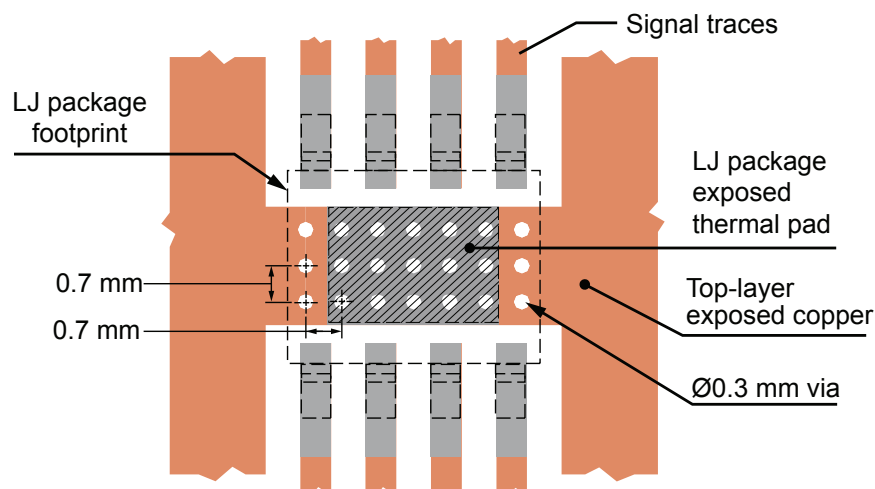 Signal traces
LJ package
footprint
LJ package
exposed
thermal pad
0.7 mm
Top-layer
exposed copper
0.7 mm
Ø0.3 mm via